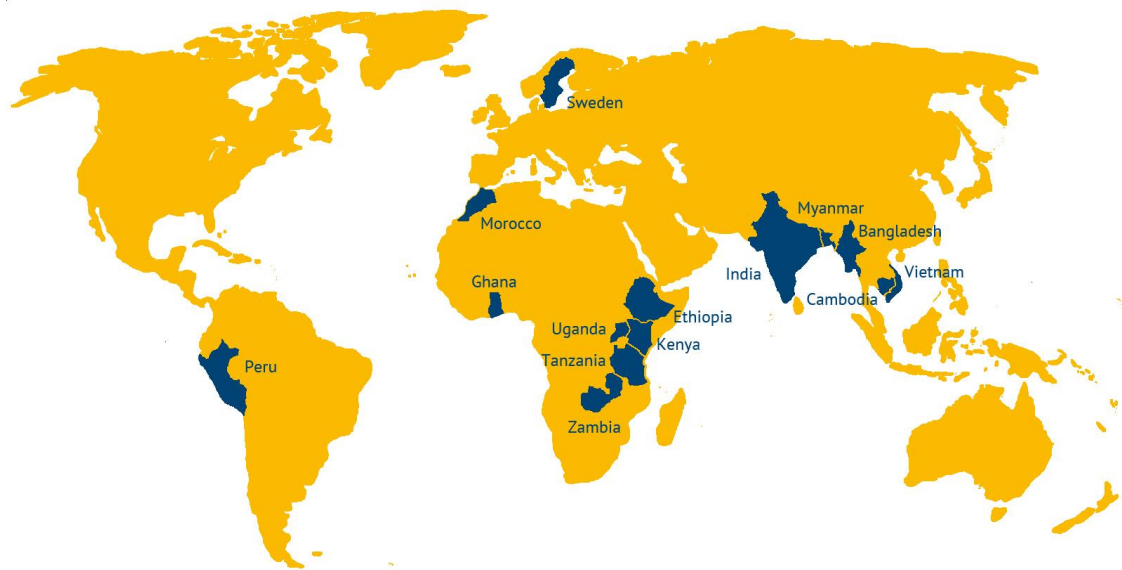 Sweden
Myanmar
Morocco
Bangladesh
Vietnam
India
Ghana
Cambodia
Ethiopia
Uganda
Kenya
Tanzania
Peru
Zambia